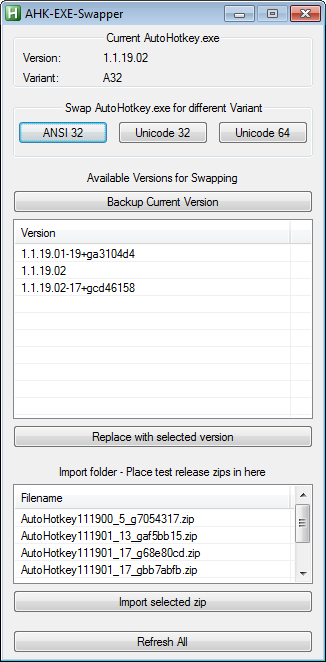 AHK-EXE-Swapper
Current AutoHotkey.exe
Version: 1.1.19.02
Variant: A32
Swap AutoHotkey.exe for different Variant
ANSI 32 Unicode 32 Unicode 64
Available Versions for Swapping
Backup Current Version
Version
1.1.19.01-19+ga3104d4
1.1.19.02
1.1.19.02-17+gcd46158
Replace with selected version
Import folder - Place test release zips in here
Filename
AutoHotkey111900_5_g7054317.zip
AutoHotkey111901_13_gaf5bb15.zip
AutoHotkey111901_17_g68e80cd.zip
AutoHotkey111901_17_gbb7abfb.zip
Import selected zip
Refresh All